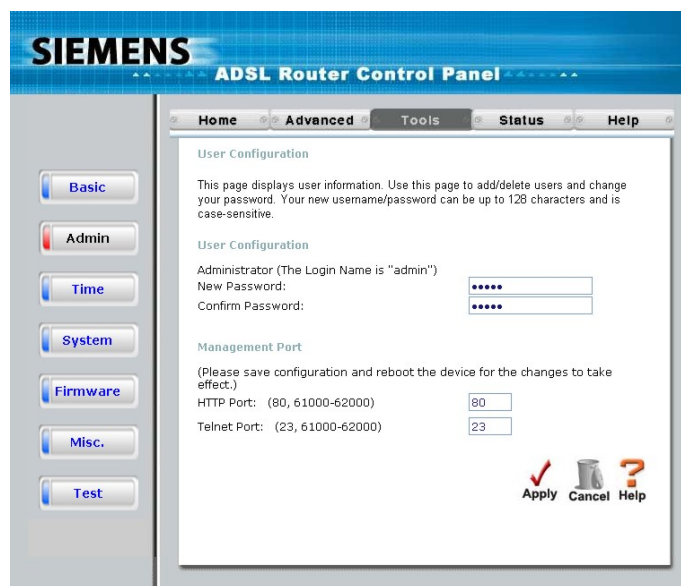 SIEMENS
ADSL Router Control Panel
Home Advanced Tools Status Help
Basic
Admin
Time
System
Firmware
Misc.
Test
User Configuration
This page displays user information. Use this page to add/delete users and change
your password. Your new username/password can be up to 128 characters and is
case-sensitive.
User Configuration
Administrator (The Login Name is "admin")
New Password: •••••
Confirm Password: •••••
Management Port
(Please save configuration and reboot the device for the changes to take
effect.)
HTTP Port: (80, 61000-62000) 80
Telnet Port: (23, 61000-62000) 23
Apply Cancel Help